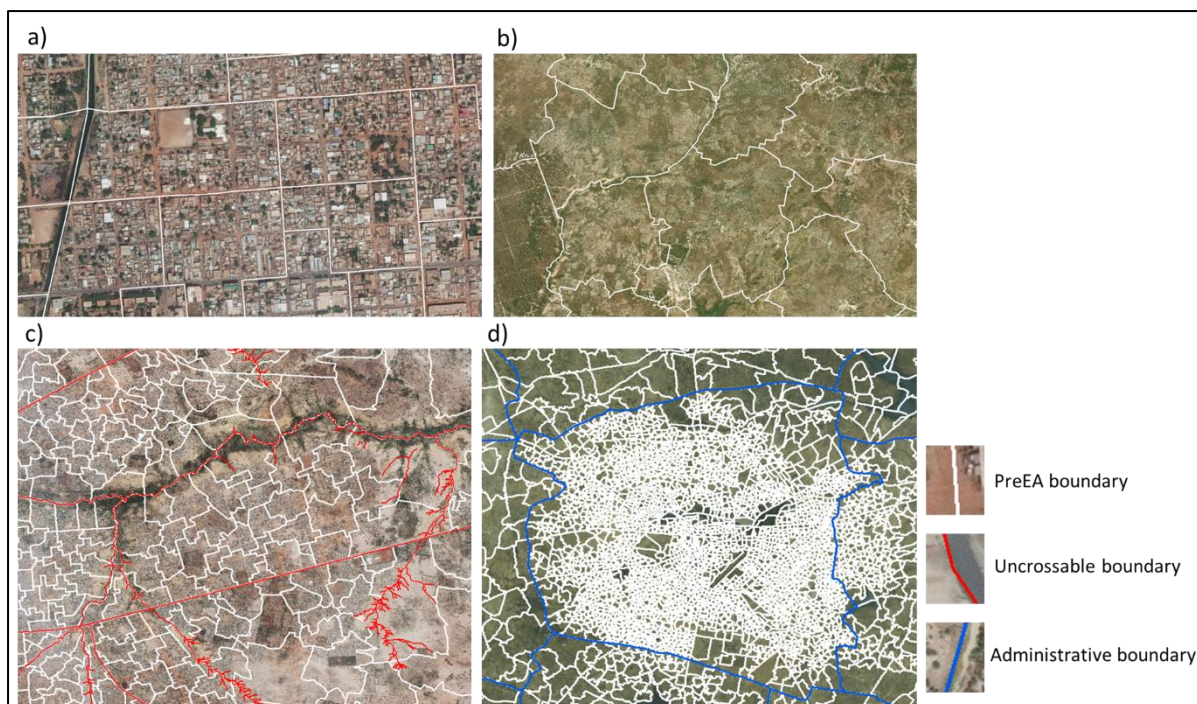 a)
b)
c)
d)
PreEA boundary
Uncrossable boundary
Administrative boundary